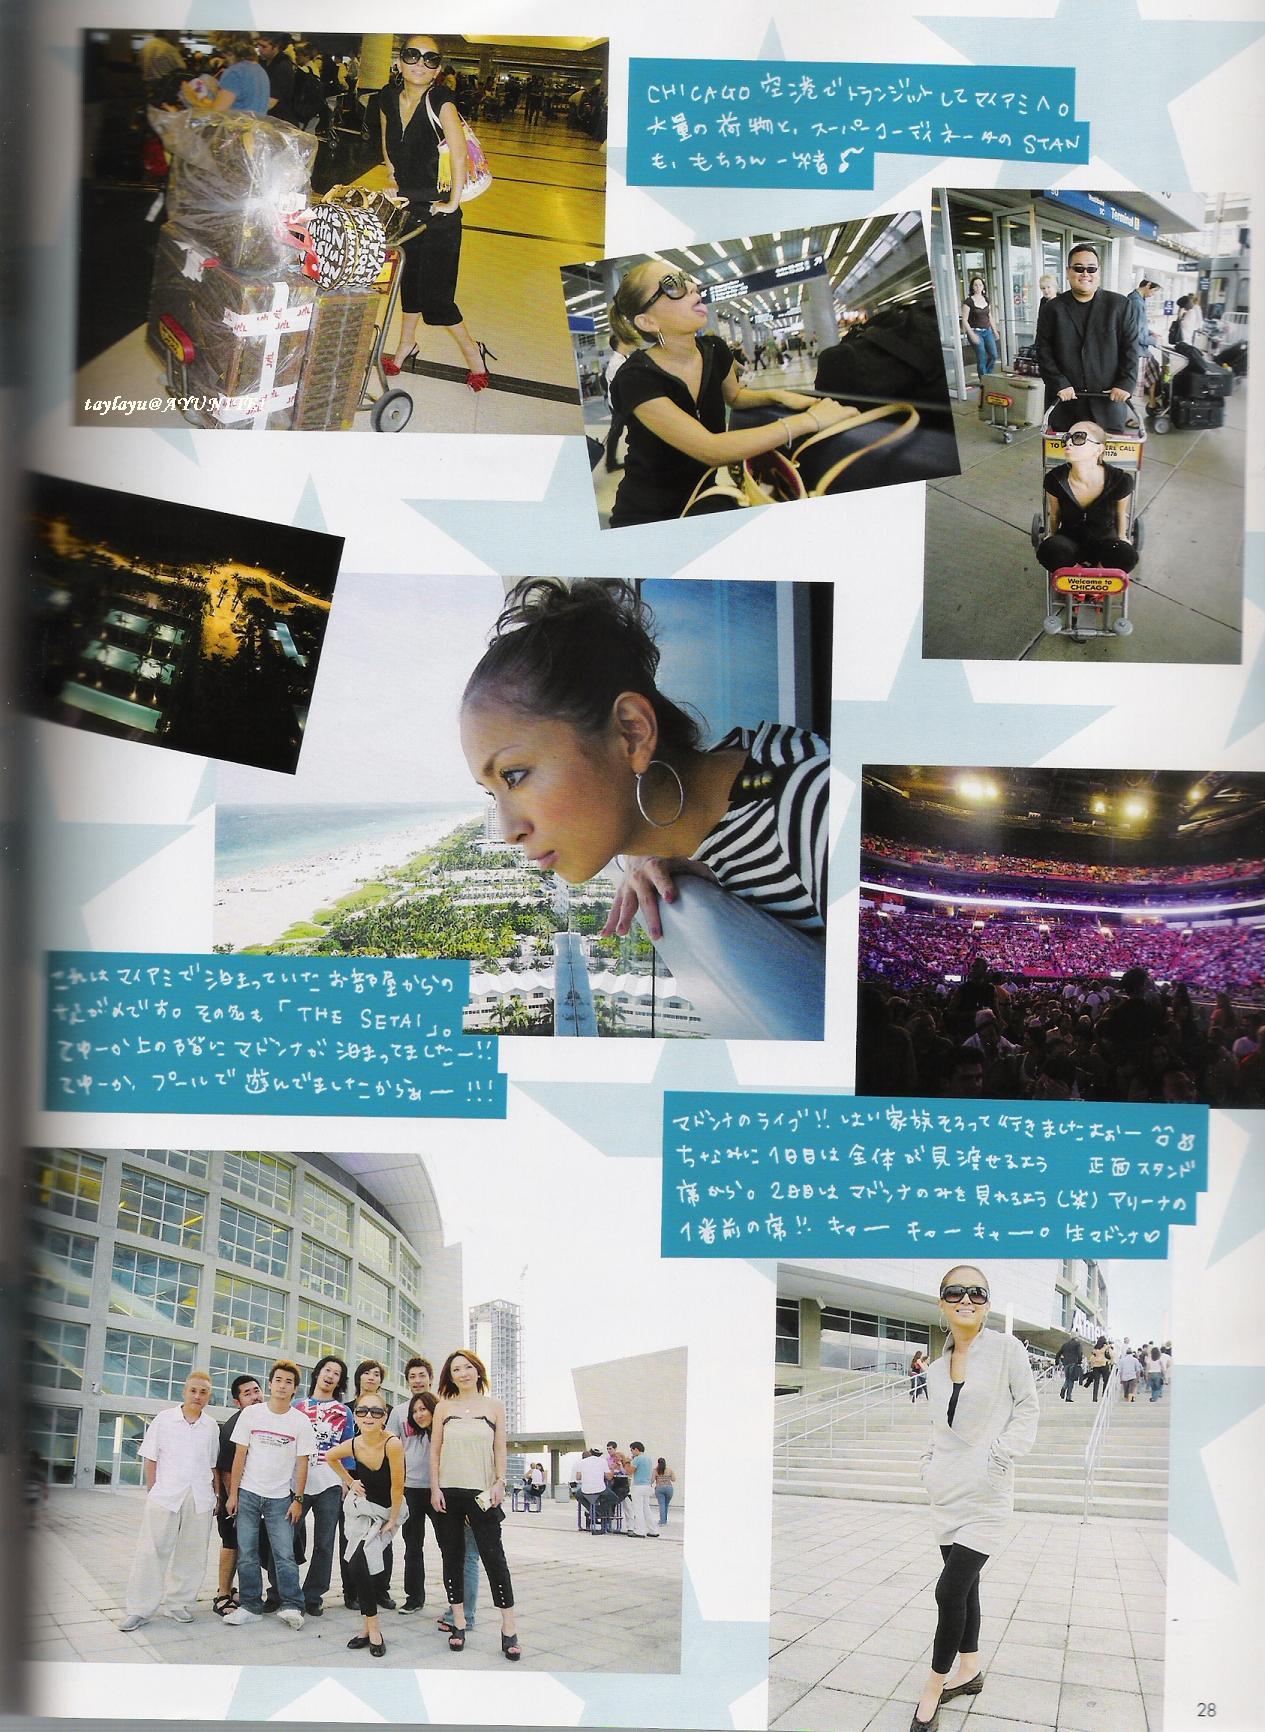 CHICAGO 空港でトランジットしてマイアミへ。
大量の荷物と、スーパーコーディネータのSTAN
も、もちろん一緒♪
taylayu@AYUNITE
Terminal
Welcome to
CHICAGO
これはマイアミで泊まっていたお部屋からの
ながめです。その名も「THE SETAI」。
てゆーか上の階にマドンナが泊まってましたー!!
てゆーか、プールで遊んでましたからぁー!!!
マドンナのライブ!! はい家族そろって行きましたよぉー
ちなみに1日目は全体が見渡せるよう 正面スタンド
席から。2日目はマドンナのみを見れるよう(笑)アリーナの
1番前の席!! キャー キャー キャー。生マドンナ♡
28